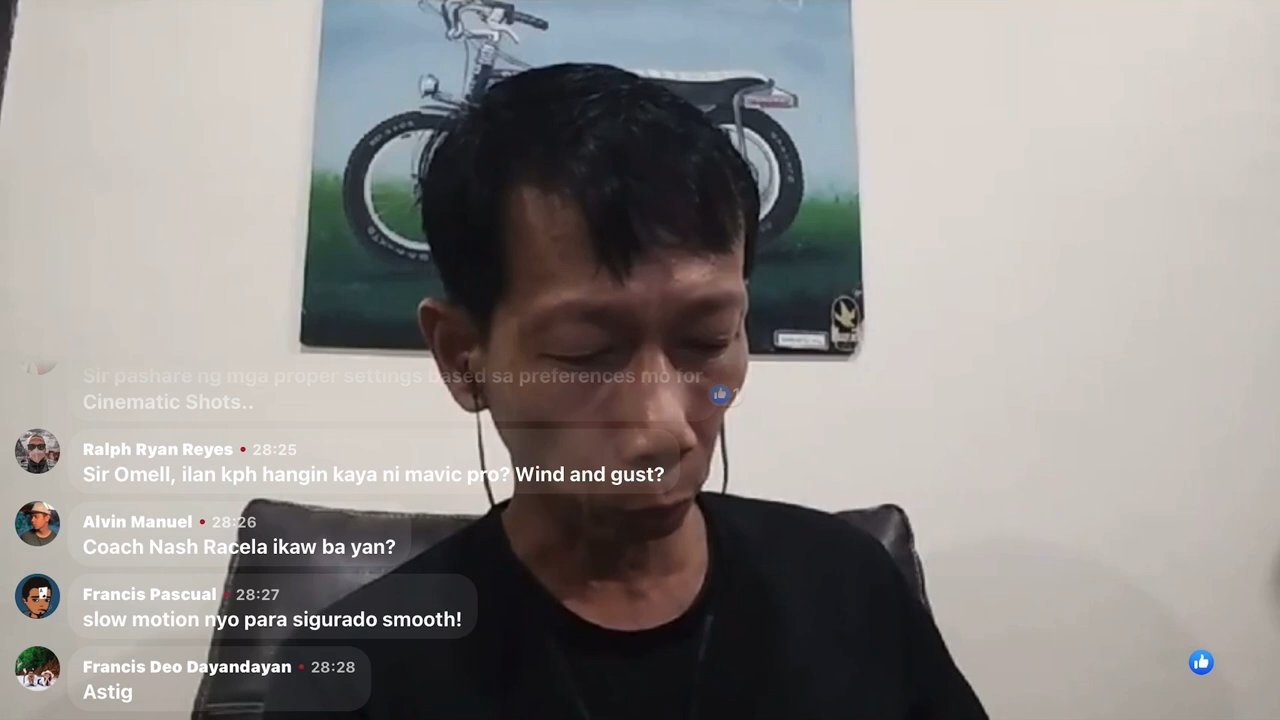 Sir pashare ng mga proper settings based sa preferences mo for
Cinematic Shots..
Ralph Ryan Reyes • 28:25
Sir Omell, ilan kph hangin kaya ni mavic pro? Wind and gust?
Alvin Manuel • 28:26
Coach Nash Racela ikaw ba yan?
Francis Pascual • 28:27
slow motion nyo para sigurado smooth!
Francis Deo Dayandayan • 28:28
Astig